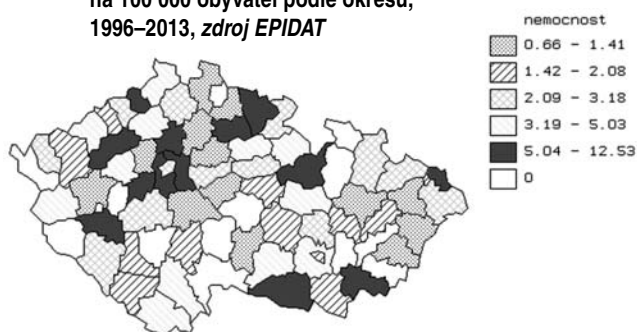 na 100 000 obyvatel podle okresů,
1996–2013, zdroj EPIDAT
nemocnost
0.66 - 1.41
1.42 - 2.08
2.09 - 3.18
3.19 - 5.03
5.04 - 12.53
0